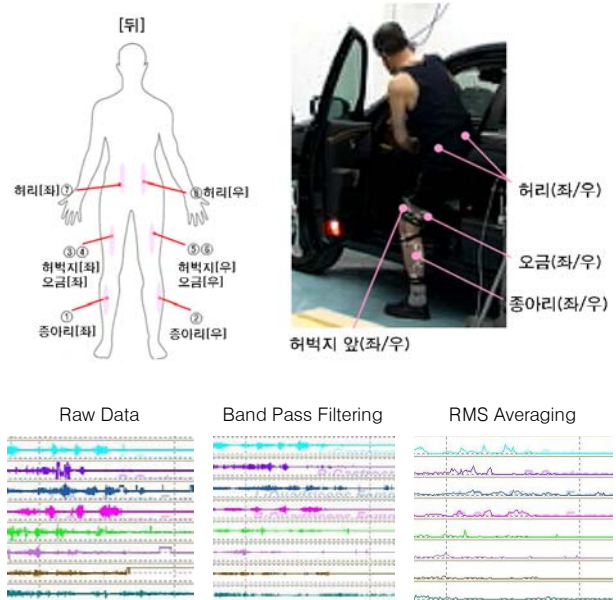 [뒤]
허리[좌]⑦
⑧허리[우]
③④
허벅지[좌]
오금[좌]
⑤⑥
허벅지[우]
오금[우]
①
종아리[좌]
②
종아리[우]
허리(좌/우)
오금(좌/우)
종아리(좌/우)
허벅지 앞(좌/우)
Raw Data
Band Pass Filtering
RMS Averaging